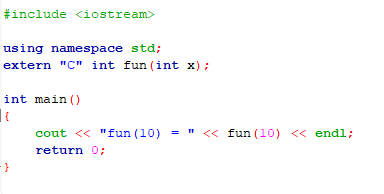 #include <iostream>
using namespace std;
extern "C" int fun(int x);
int main()
{
cout << "fun(10) = " << fun(10) << endl;
return 0;
}